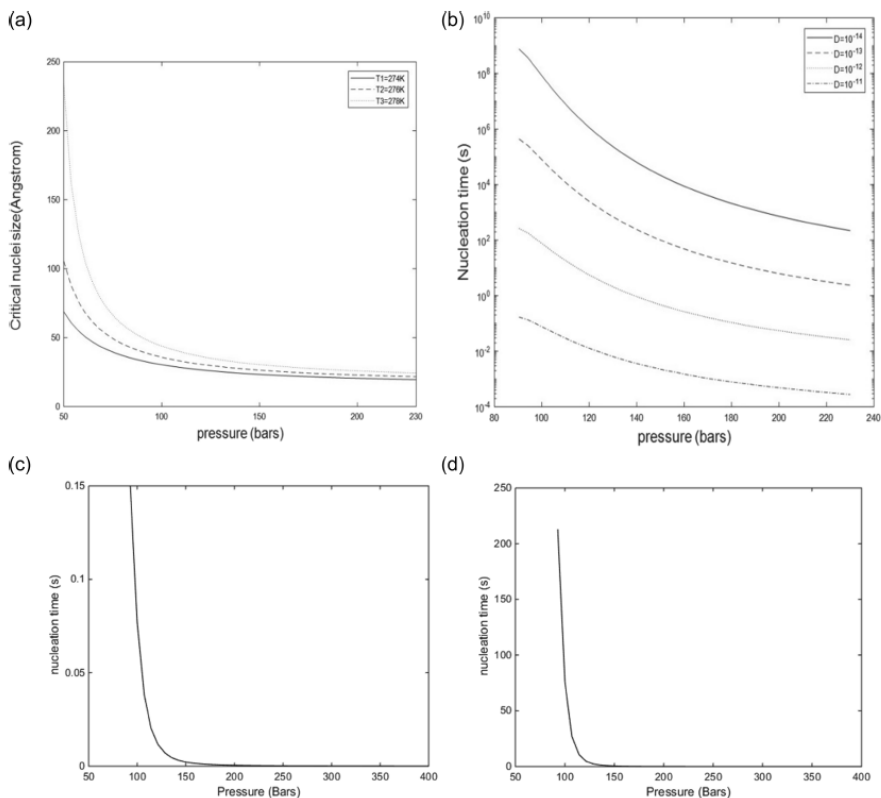 (a)
250
200
150
100
50
0
50
100
150
200
230
Critical nuclei size(Angstrom)
pressure (bars)
T1=274K
T2=276K
T3=278K
(b)
10^10
10^8
10^6
10^4
10^2
10^0
10^-2
10^-4
80
100
120
140
160
180
200
220
240
Nucleation time (s)
pressure (bars)
D=10^-14
D=10^-13
D=10^-12
D=10^-11
(c)
0.15
0.1
0.05
0
50
100
150
200
250
300
350
400
nucleation time (s)
Pressure (Bars)
(d)
250
200
150
100
50
0
50
100
150
200
250
300
350
400
nucleation time (s)
Pressure (Bars)